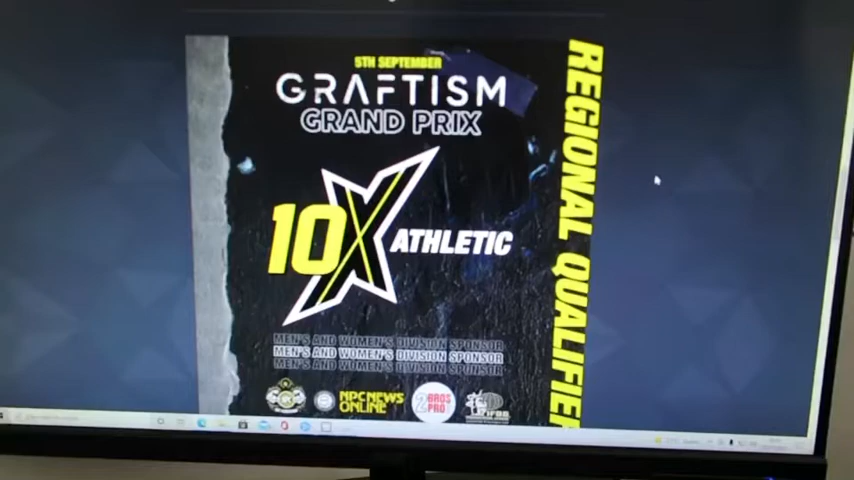 5TH SEPTEMBER
GRAFTISM
GRAND PRIX
10X
ATHLETIC
MEN'S AND WOMEN'S DIVISION SPONSOR
MEN'S AND WOMEN'S DIVISION SPONSOR
MEN'S AND WOMEN'S DIVISION SPONSOR
NPC NEWS
ONLINE
2BROS
PRO
IFBB
REGIONAL QUALIFIER